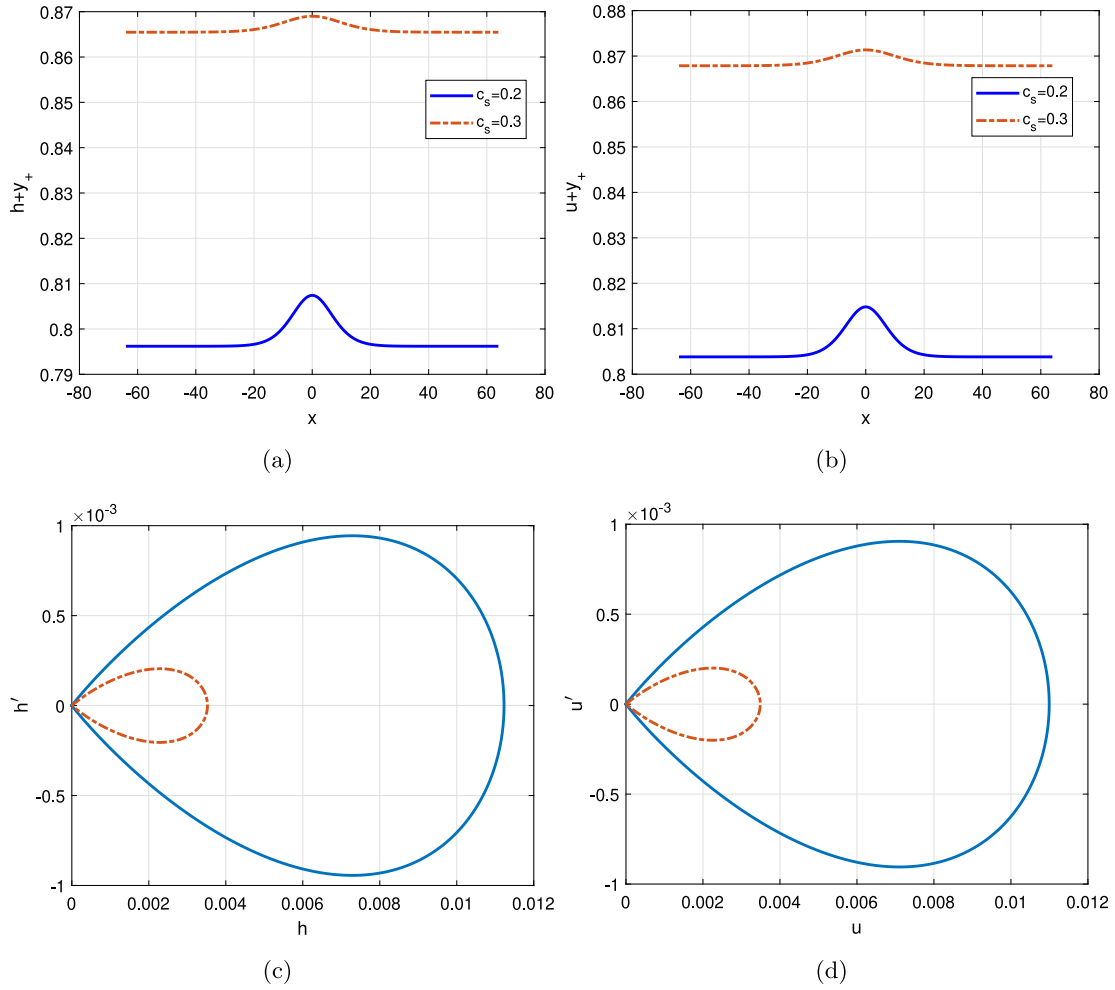 0.87
0.86
0.85
0.84
0.83
0.82
0.81
0.8
0.79
h+y+
-80 -60 -40 -20 0 20 40 60 80
x
c_s=0.2
c_s=0.3
(a)
0.88
0.87
0.86
0.85
0.84
0.83
0.82
0.81
0.8
u+y+
-80 -60 -40 -20 0 20 40 60 80
x
c_s=0.2
c_s=0.3
(b)
×10^-3
1
0.5
0
-0.5
-1
h′
0 0.002 0.004 0.006 0.008 0.01 0.012
h
(c)
×10^-3
1
0.5
0
-0.5
-1
u′
0 0.002 0.004 0.006 0.008 0.01 0.012
u
(d)